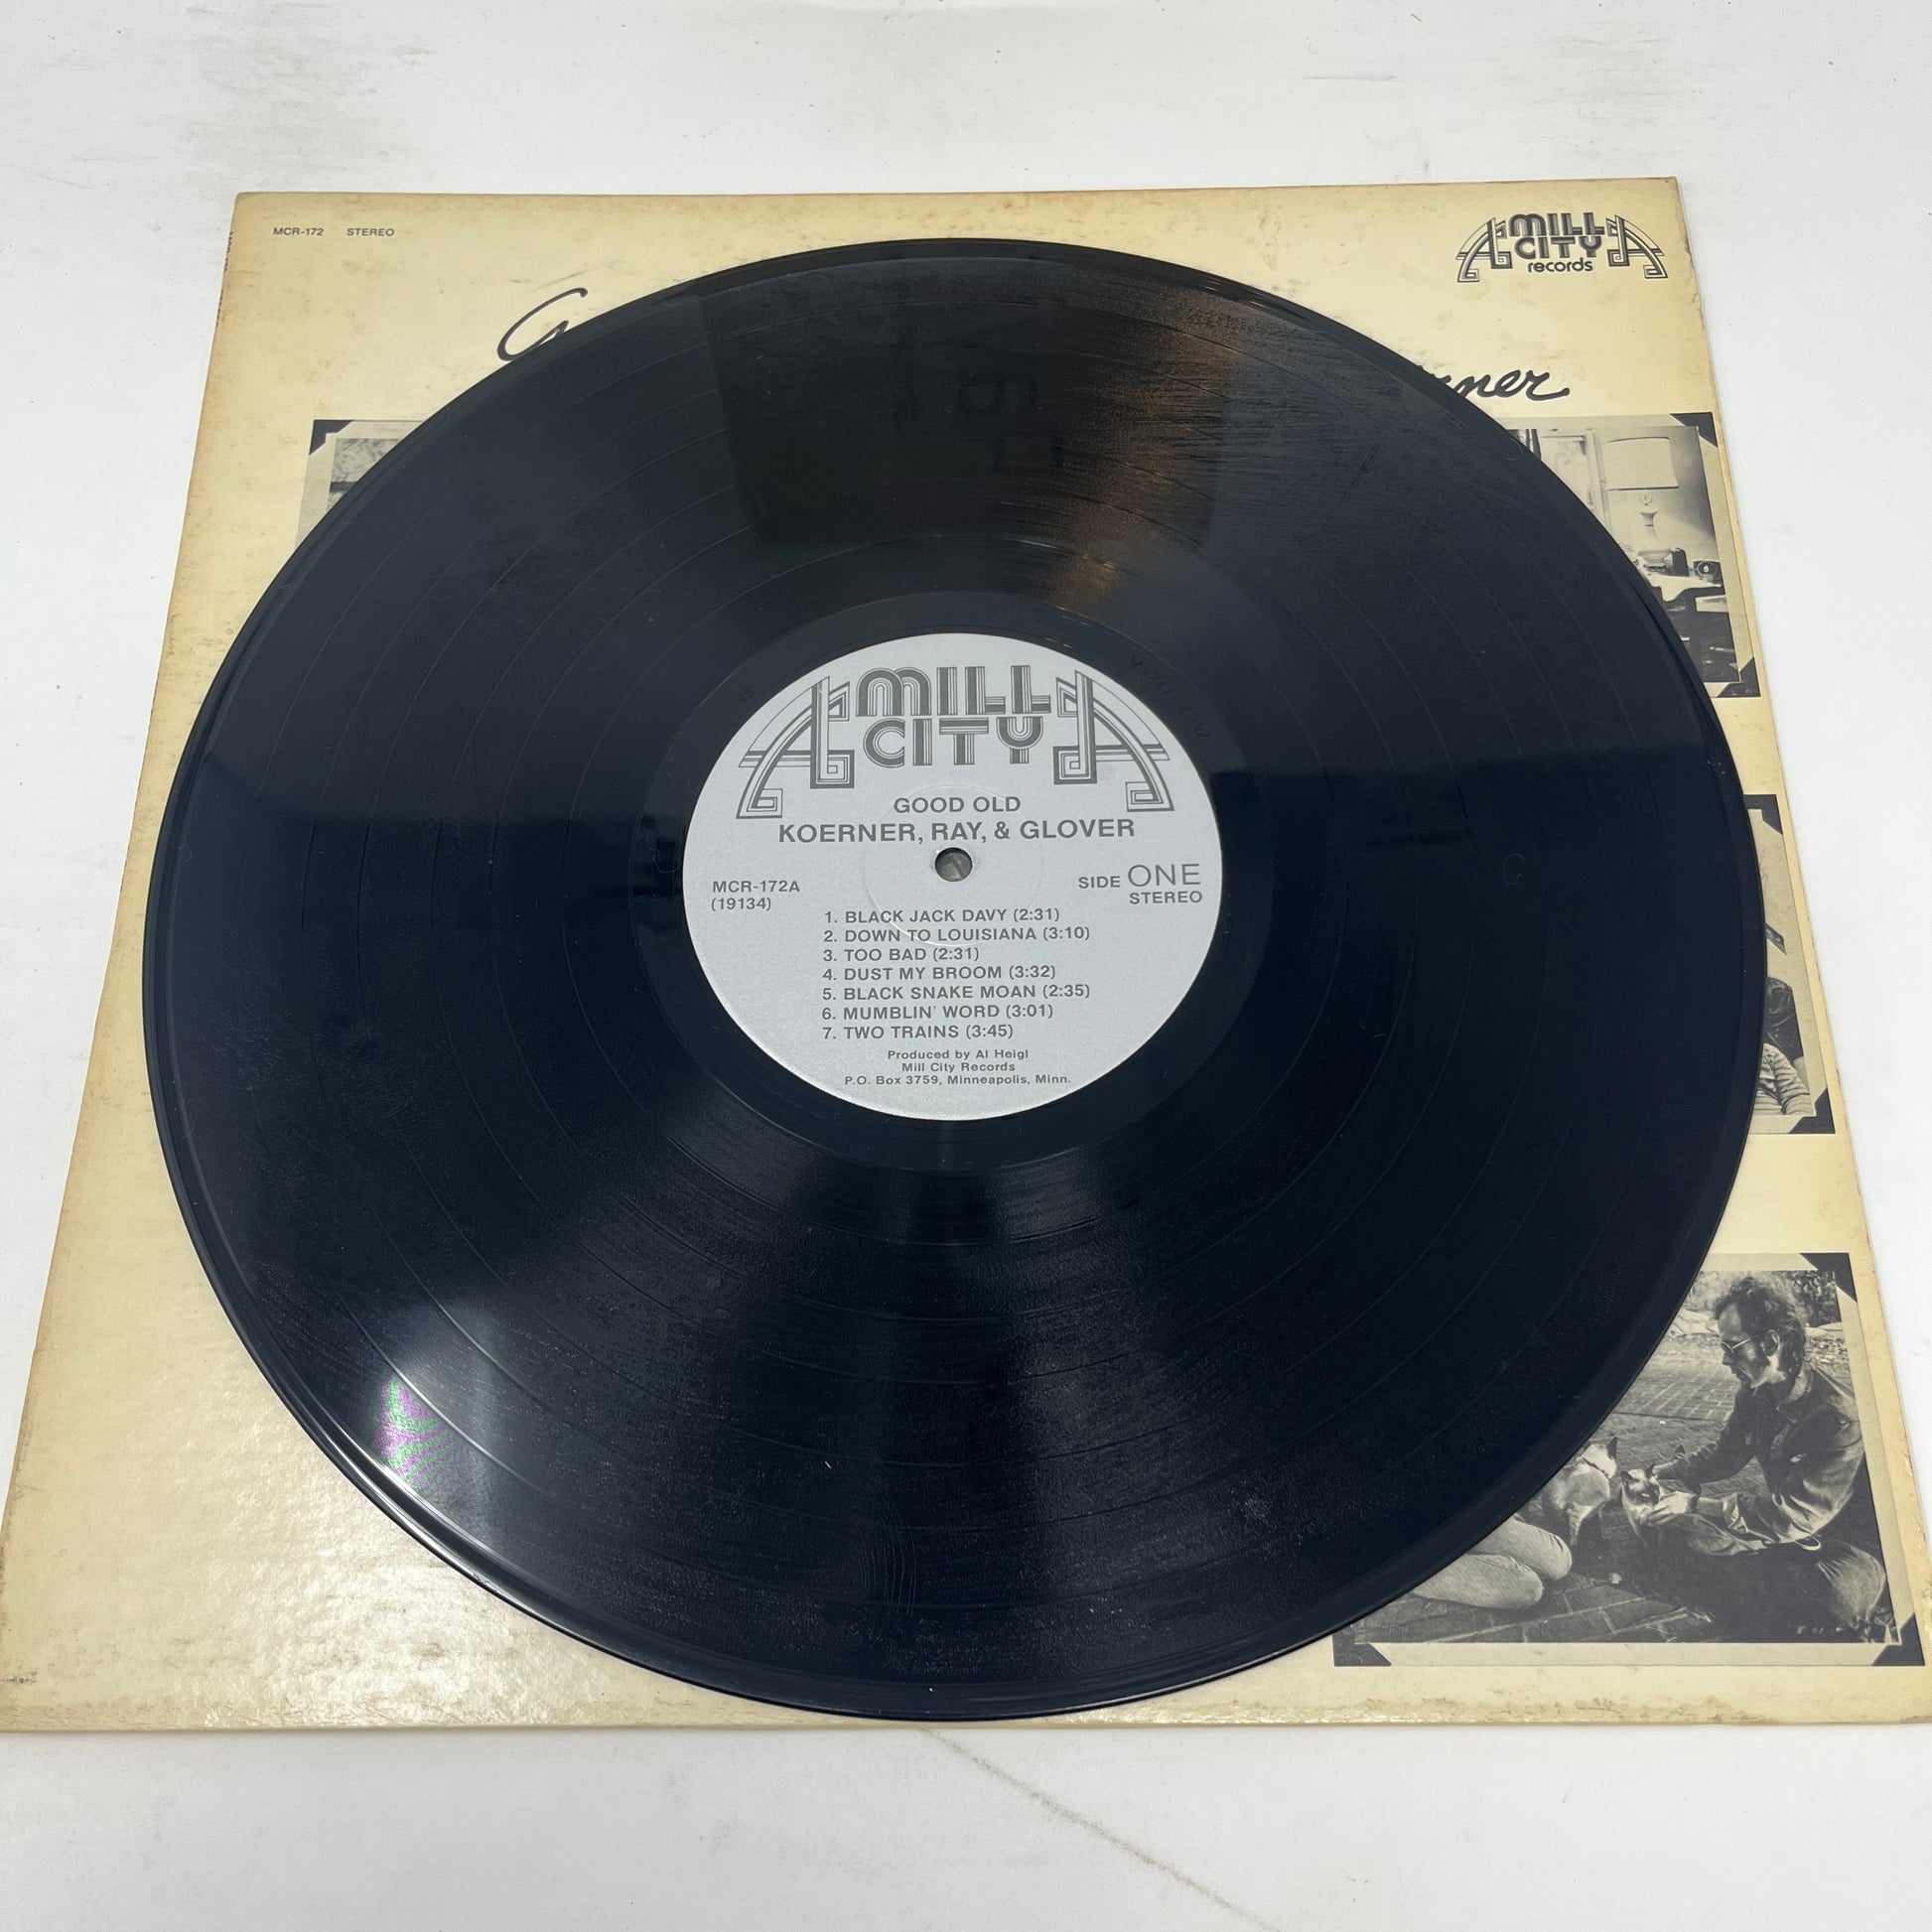 MCR-172 STEREO
MILL
CITY
records
MILL
CITY
GOOD OLD
KOERNER, RAY, & GLOVER
MCR-172A
(19134)
SIDE ONE
STEREO
1. BLACK JACK DAVY (2:31)
2. DOWN TO LOUISIANA (3:10)
3. TOO BAD (2:31)
4. DUST MY BROOM (3:32)
5. BLACK SNAKE MOAN (2:35)
6. MUMBLIN' WORD (3:01)
7. TWO TRAINS (3:45)
Produced by Al Heigl
Mill City Records
P.O. Box 3759, Minneapolis, Minn.